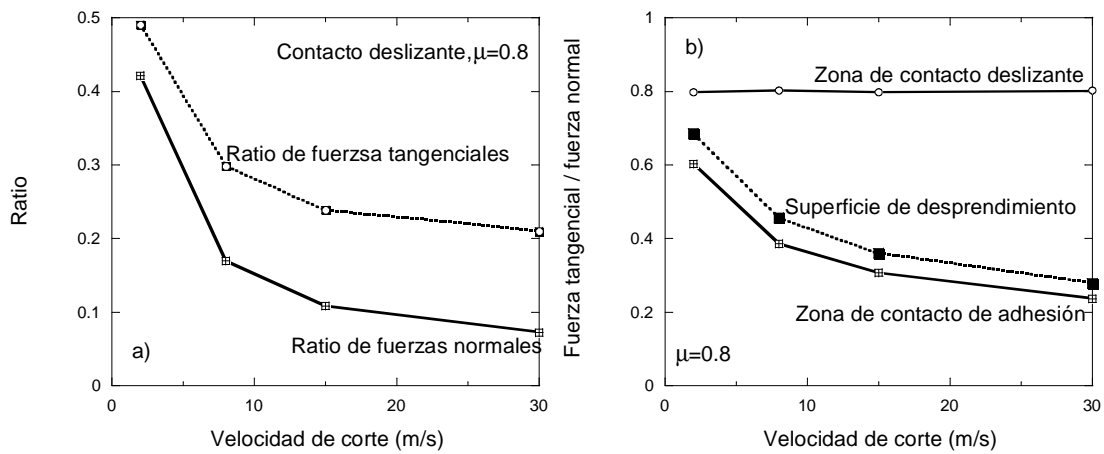 0.5
0.4
0.3
0.2
0.1
0
Ratio
Contacto deslizante,μ=0.8
Ratio de fuerzsa tangenciales
Ratio de fuerzas normales
a)
0
10
20
30
Velocidad de corte (m/s)
1
0.8
0.6
0.4
0.2
0
Fuerza tangencial / fuerza normal
b)
Zona de contacto deslizante
Superficie de desprendimiento
Zona de contacto de adhesión
μ=0.8
0
10
20
30
Velocidad de corte (m/s)